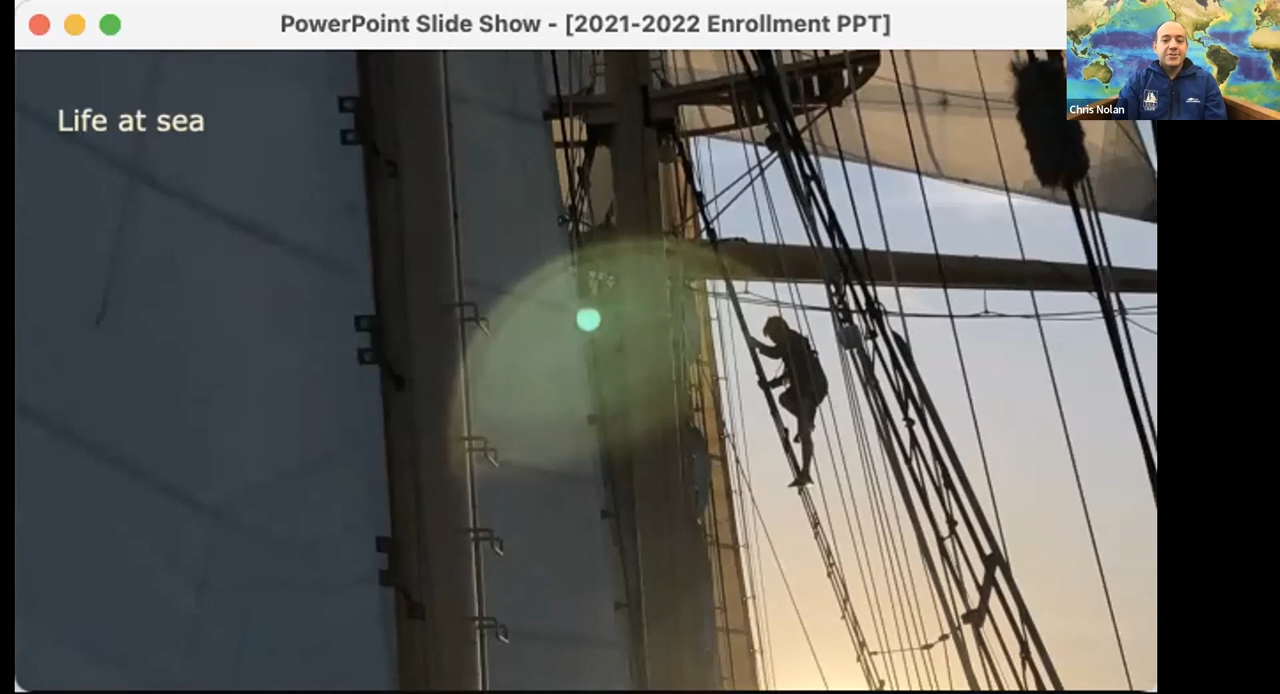 PowerPoint Slide Show - [2021-2022 Enrollment PPT]
Life at sea
Chris Nolan